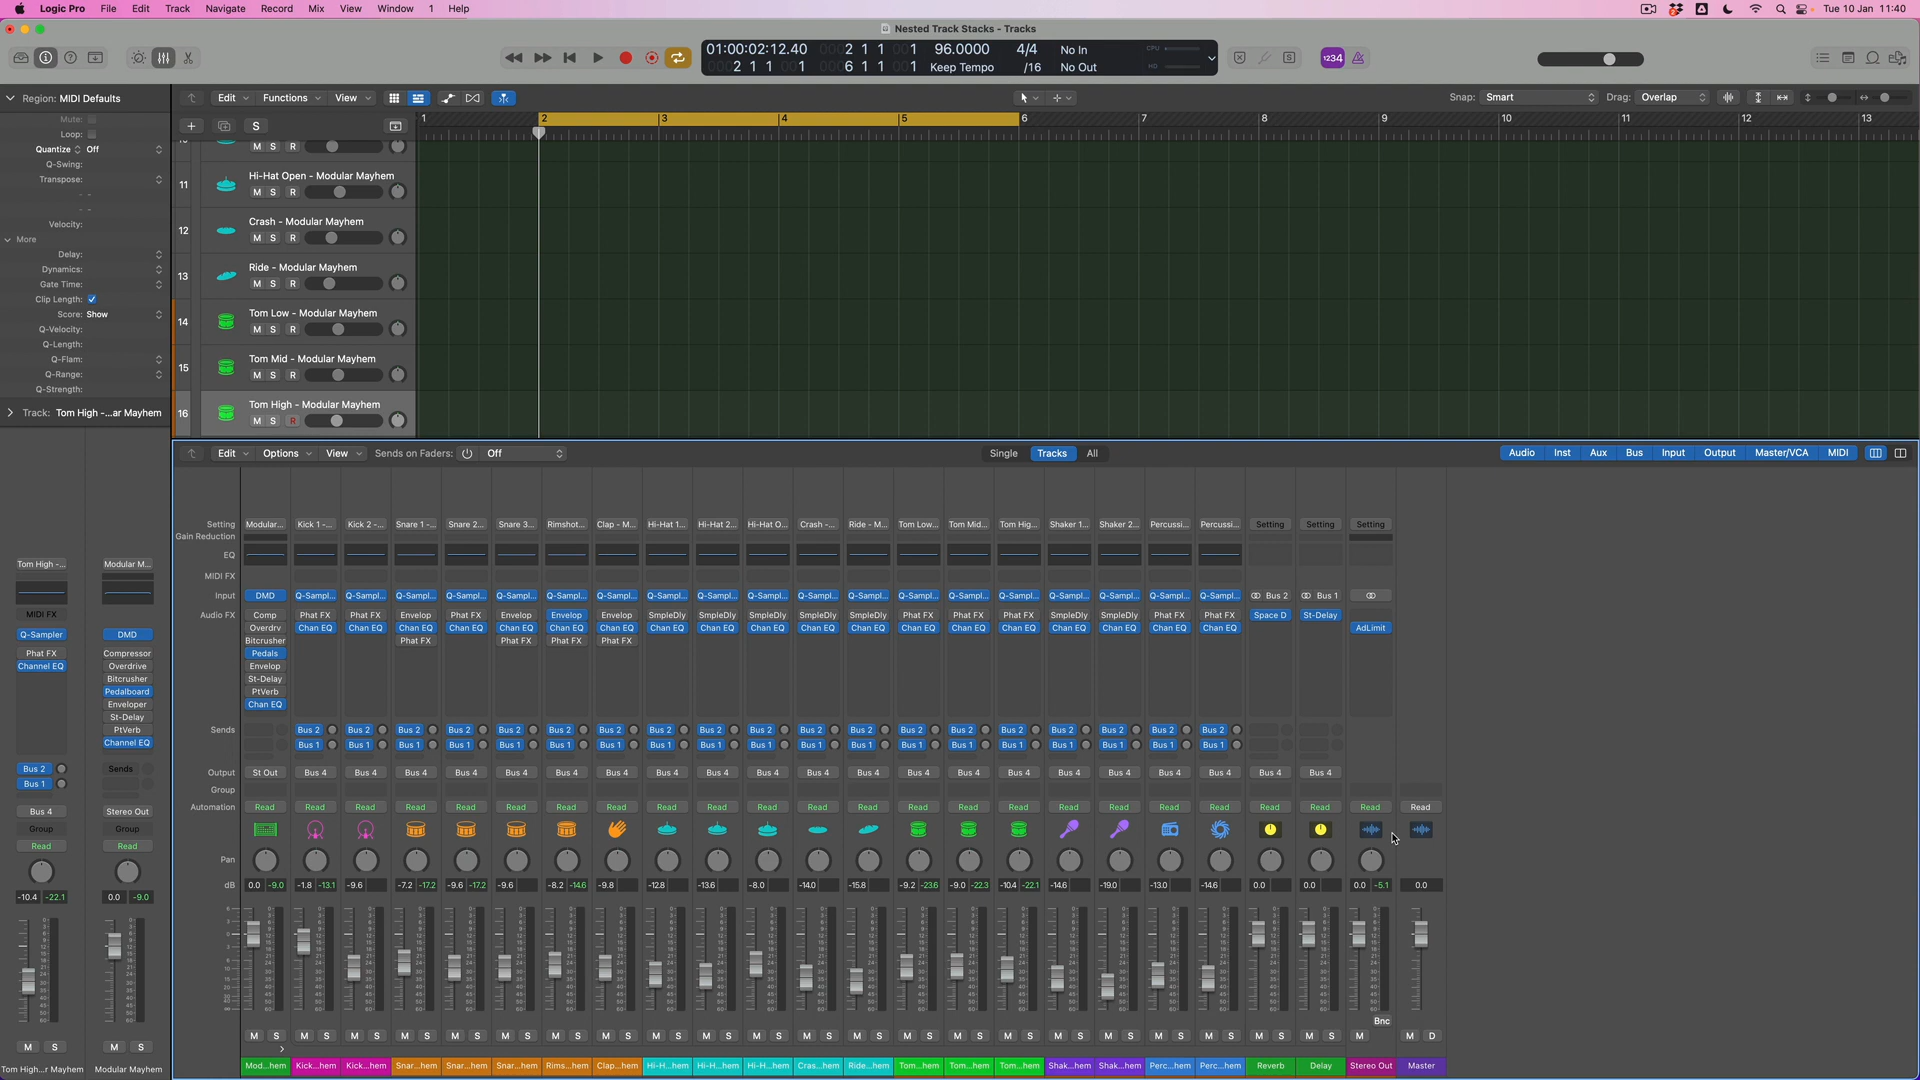 Logic Pro File Edit Track Navigate Record Mix View Window 1 Help Tue 10 Jan 11:40
Nested Track Stacks - Tracks
01:00:02:12.40 0002 1 1 001 96.0000 4/4 No In CPU
0002 1 1 001 0006 1 1 001 Keep Tempo /16 No Out HD
1234
Region: MIDI Defaults
Edit Functions View
Snap: Smart Drag: Overlap
S
1 2 3 4 5 6 7 8 9 10 11 12 13
Mute:
Loop:
Quantize Off
Q-Swing:
Transpose:
Velocity:
More
Delay:
Dynamics:
Gate Time:
Clip Length:
Score: Show
Q-Velocity:
Q-Length:
Q-Flam:
Q-Range:
Q-Strength:
Track: Tom High -...ar Mayhem
M S R
11 Hi-Hat Open - Modular Mayhem
M S R
12 Crash - Modular Mayhem
M S R
13 Ride - Modular Mayhem
M S R
14 Tom Low - Modular Mayhem
M S R
15 Tom Mid - Modular Mayhem
M S R
16 Tom High - Modular Mayhem
M S R
Edit Options View Sends on Faders: Off Single Tracks All Audio Inst Aux Bus Input Output Master/VCA MIDI
Setting Modular... Kick 1 -... Kick 2 -... Snare 1 -... Snare 2... Snare 3... Rimshot... Clap - M... Hi-Hat 1... Hi-Hat 2... Hi-Hat O... Crash -... Ride - M... Tom Low... Tom Mid... Tom Hig... Shaker 1... Shaker 2... Percussi... Percussi... Setting Setting Setting
Gain Reduction
EQ
MIDI FX
Input DMD Q-Sampl... Q-Sampl... Q-Sampl... Q-Sampl... Q-Sampl... Q-Sampl... Q-Sampl... Q-Sampl... Q-Sampl... Q-Sampl... Q-Sampl... Q-Sampl... Q-Sampl... Q-Sampl... Q-Sampl... Q-Sampl... Q-Sampl... Q-Sampl... Q-Sampl... Bus 2 Bus 1
Audio FX Comp Phat FX Phat FX Envelop Phat FX Envelop Envelop Envelop SmpleDly SmpleDly SmpleDly SmpleDly SmpleDly Phat FX Phat FX Phat FX SmpleDly SmpleDly Phat FX Phat FX Space D St-Delay
Overdrv Chan EQ Chan EQ Chan EQ Chan EQ Chan EQ Chan EQ Chan EQ Chan EQ Chan EQ Chan EQ Chan EQ Chan EQ Chan EQ Chan EQ Chan EQ Chan EQ Chan EQ Chan EQ Chan EQ AdLimit
Bitcrusher Phat FX Phat FX Phat FX Phat FX
Pedals
Envelop
St-Delay
PtVerb
Chan EQ
Sends Bus 2 Bus 2 Bus 2 Bus 2 Bus 2 Bus 2 Bus 2 Bus 2 Bus 2 Bus 2 Bus 2 Bus 2 Bus 2 Bus 2 Bus 2 Bus 2 Bus 2 Bus 2 Bus 2
Bus 1 Bus 1 Bus 1 Bus 1 Bus 1 Bus 1 Bus 1 Bus 1 Bus 1 Bus 1 Bus 1 Bus 1 Bus 1 Bus 1 Bus 1 Bus 1 Bus 1 Bus 1 Bus 1
Output St Out Bus 4 Bus 4 Bus 4 Bus 4 Bus 4 Bus 4 Bus 4 Bus 4 Bus 4 Bus 4 Bus 4 Bus 4 Bus 4 Bus 4 Bus 4 Bus 4 Bus 4 Bus 4 Bus 4 Bus 4 Bus 4
Group
Automation Read Read Read Read Read Read Read Read Read Read Read Read Read Read Read Read Read Read Read Read Read Read Read Read
Pan
dB 0.0 -9.0 -1.8 -13.1 -9.6 -7.2 -17.2 -9.6 -17.2 -9.6 -8.2 -14.6 -9.8 -12.8 -13.6 -8.0 -14.0 -15.8 -9.2 -23.6 -9.0 -22.3 -10.4 -22.1 -14.6 -19.0 -13.0 -14.6 0.0 0.0 0.0 -5.1 0.0
Bnc
M S M S M S M S M S M S M S M S M S M S M S M S M S M S M S M S M S M S M S M S M S M S M M D
Mod...hem Kick...hem Kick...hem Snar...hem Snar...hem Snar...hem Rims...hem Clap...hem Hi-H...hem Hi-H...hem Hi-H...hem Cras...hem Ride...hem Tom...hem Tom...hem Tom...hem Shak...hem Shak...hem Perc...hem Perc...hem Reverb Delay Stereo Out Master
Tom High -... Modular M...
MIDI FX
Q-Sampler DMD
Phat FX Compressor
Channel EQ Overdrive
Bitcrusher
Pedalboard
Enveloper
St-Delay
PtVerb
Channel EQ
Bus 2 Sends
Bus 1
Bus 4 Stereo Out
Group Group
Read Read
-10.4 -22.1 0.0 -9.0
M S M S
Tom High...r Mayhem Modular Mayhem